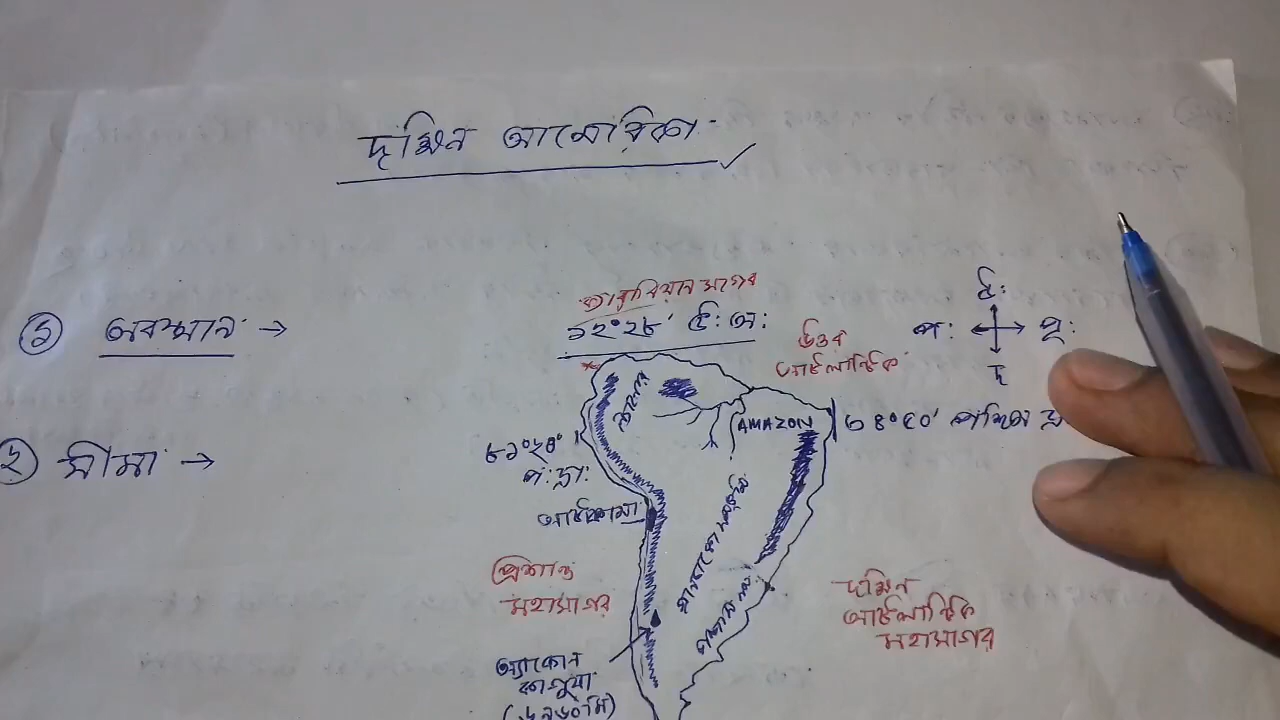 দক্ষিন আমেরিকা
১ অবস্থান →
২ সীমা →
ক্যারিবিয়ান সাগর
১২°২৮' উঃ অঃ
উত্তর
আটলান্টিক
উঃ
পঃ পূঃ
দ
AMAZON
৩৪°৫০' পশ্চিম দ্রা
৮১°২০'
পঃ দ্রাঃ
আটাকামা
প্রশান্ত
মহাসাগর
দক্ষিন
আটলান্টিক
মহাসাগর
অ্যাকোন
কাগুয়া
(৬৯৬০মি)